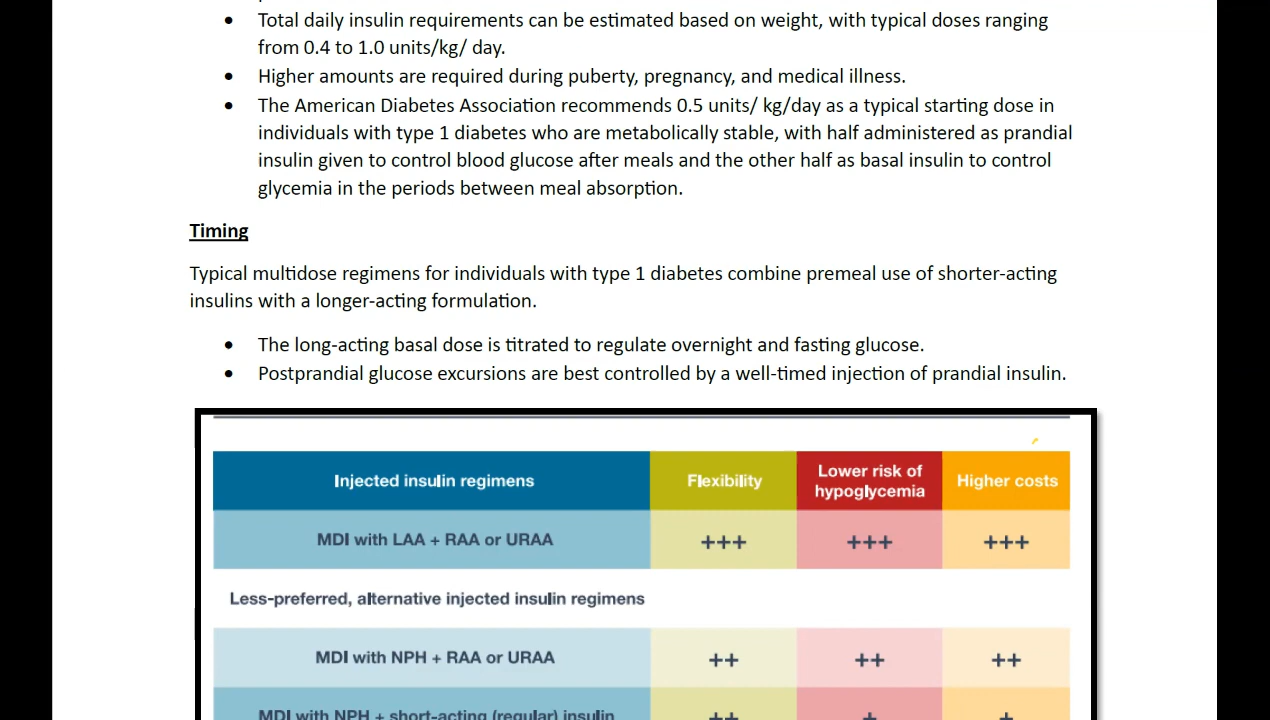 Total daily insulin requirements can be estimated based on weight, with typical doses ranging
from 0.4 to 1.0 units/kg/ day.
Higher amounts are required during puberty, pregnancy, and medical illness.
The American Diabetes Association recommends 0.5 units/ kg/day as a typical starting dose in
individuals with type 1 diabetes who are metabolically stable, with half administered as prandial
insulin given to control blood glucose after meals and the other half as basal insulin to control
glycemia in the periods between meal absorption.
Timing
Typical multidose regimens for individuals with type 1 diabetes combine premeal use of shorter-acting
insulins with a longer-acting formulation.
The long-acting basal dose is titrated to regulate overnight and fasting glucose.
Postprandial glucose excursions are best controlled by a well-timed injection of prandial insulin.
Injected insulin regimens Flexibility Lower risk of hypoglycemia Higher costs
MDI with LAA + RAA or URAA +++ +++ +++
Less-preferred, alternative injected insulin regimens
MDI with NPH + RAA or URAA ++ ++ ++
MDI with NPH + short-acting (regular) insulin ++ + +